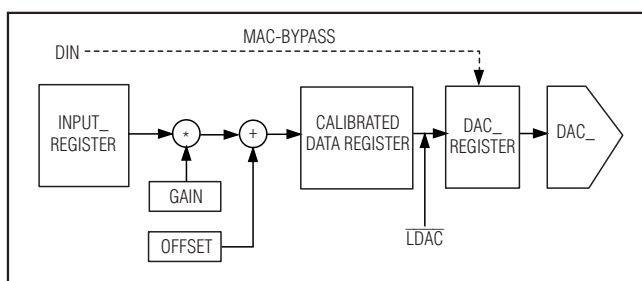 MAC-BYPASS
DIN
INPUT_
REGISTER
*
+
CALIBRATED
DATA REGISTER
DAC_
REGISTER
DAC_
GAIN
OFFSET
LDAC